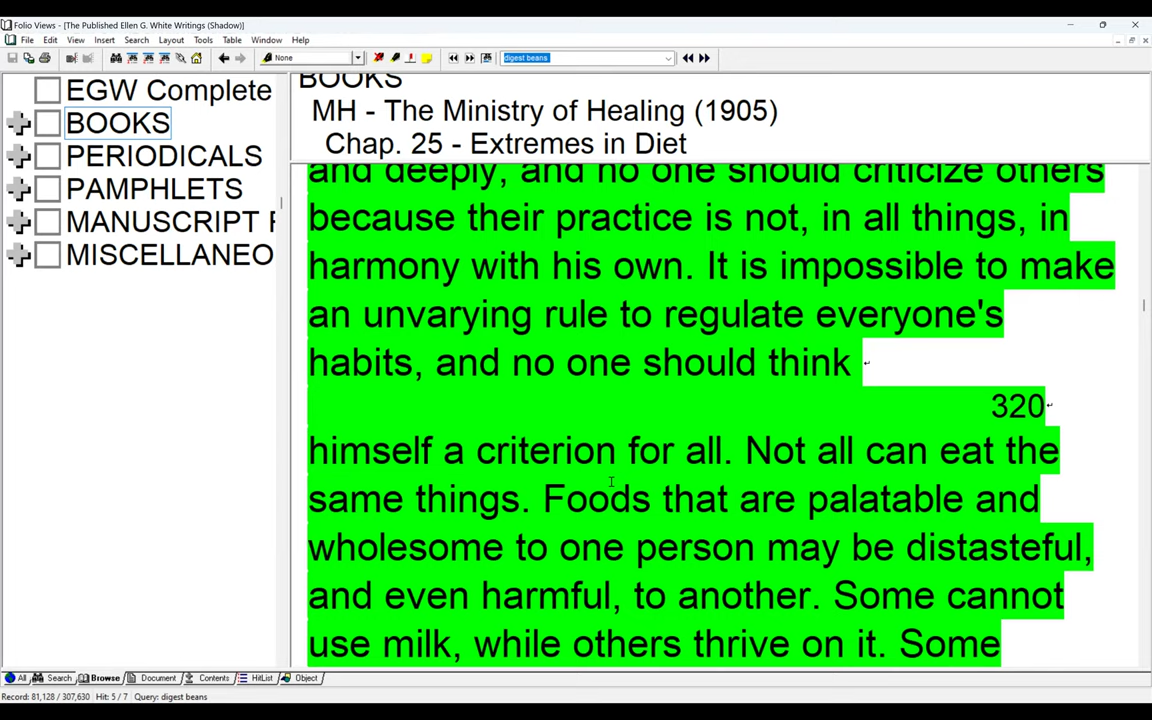 Folio Views - [The Published Ellen G. White Writings (Shadow)]
File Edit View Insert Search Layout Tools Table Window Help
None
digest beans
EGW Complete
BOOKS
PERIODICALS
PAMPHLETS
MANUSCRIPT
MISCELLANEO
BOOKS
MH - The Ministry of Healing (1905)
Chap. 25 - Extremes in Diet
and deeply, and no one should criticize others
because their practice is not, in all things, in
harmony with his own. It is impossible to make
an unvarying rule to regulate everyone's
habits, and no one should think
320
himself a criterion for all. Not all can eat the
same things. Foods that are palatable and
wholesome to one person may be distasteful,
and even harmful, to another. Some cannot
use milk, while others thrive on it. Some
All Search Browse Document Contents HitList Object
Record: 81,128 / 307,630 Hit: 5 / 7 Query: digest beans